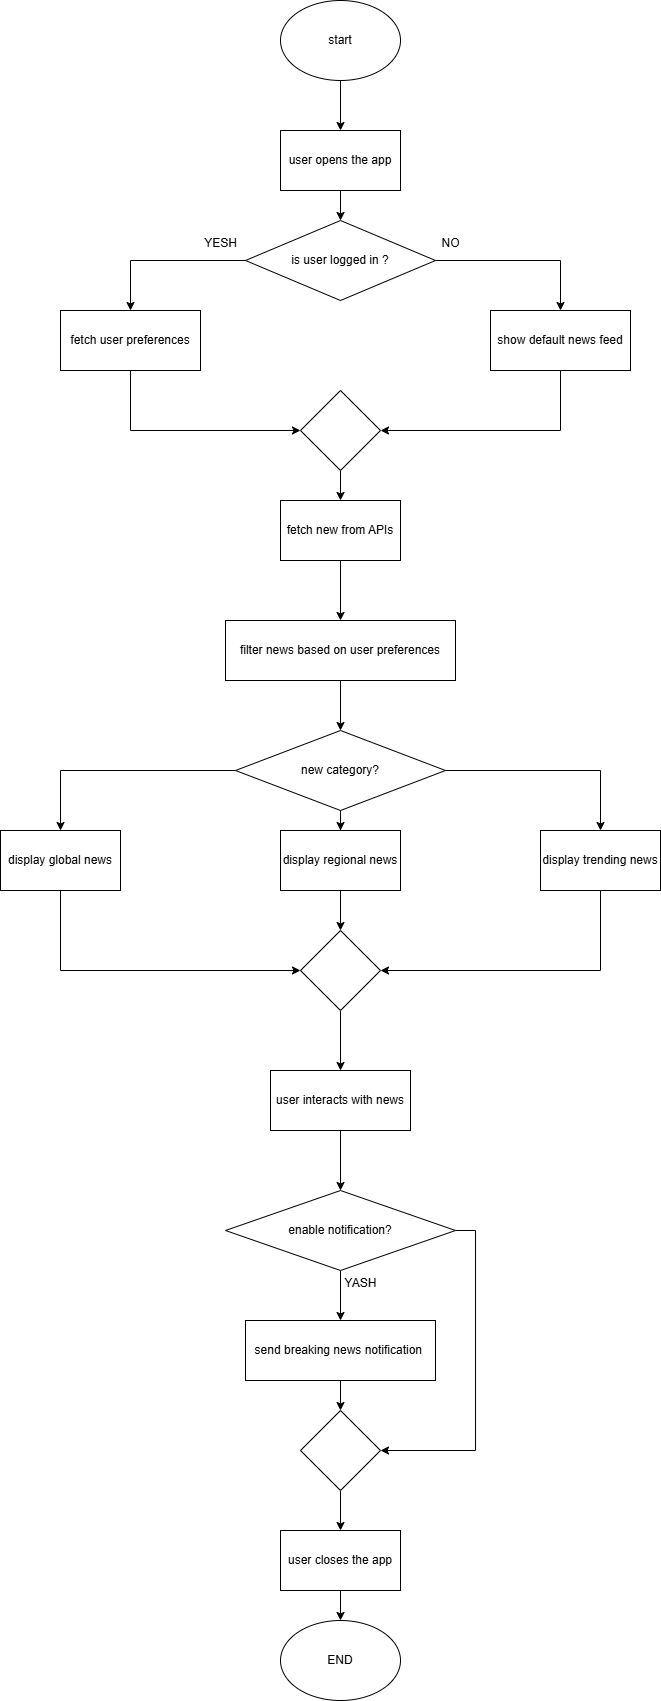 start
user opens the app
is user logged in ?
YESH
NO
fetch user preferences
show default news feed
fetch new from APIs
filter news based on user preferences
new category?
display global news
display regional news
display trending news
user interacts with news
enable notification?
YASH
send breaking news notification
user closes the app
END